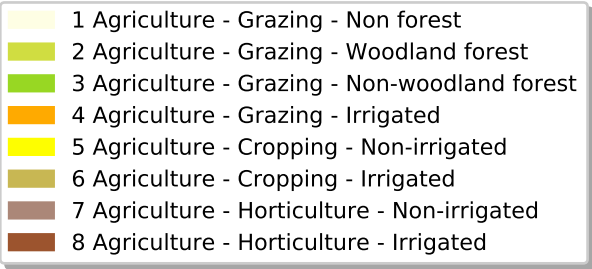 1 Agriculture - Grazing - Non forest
2 Agriculture - Grazing - Woodland forest
3 Agriculture - Grazing - Non-woodland forest
4 Agriculture - Grazing - Irrigated
5 Agriculture - Cropping - Non-irrigated
6 Agriculture - Cropping - Irrigated
7 Agriculture - Horticulture - Non-irrigated
8 Agriculture - Horticulture - Irrigated